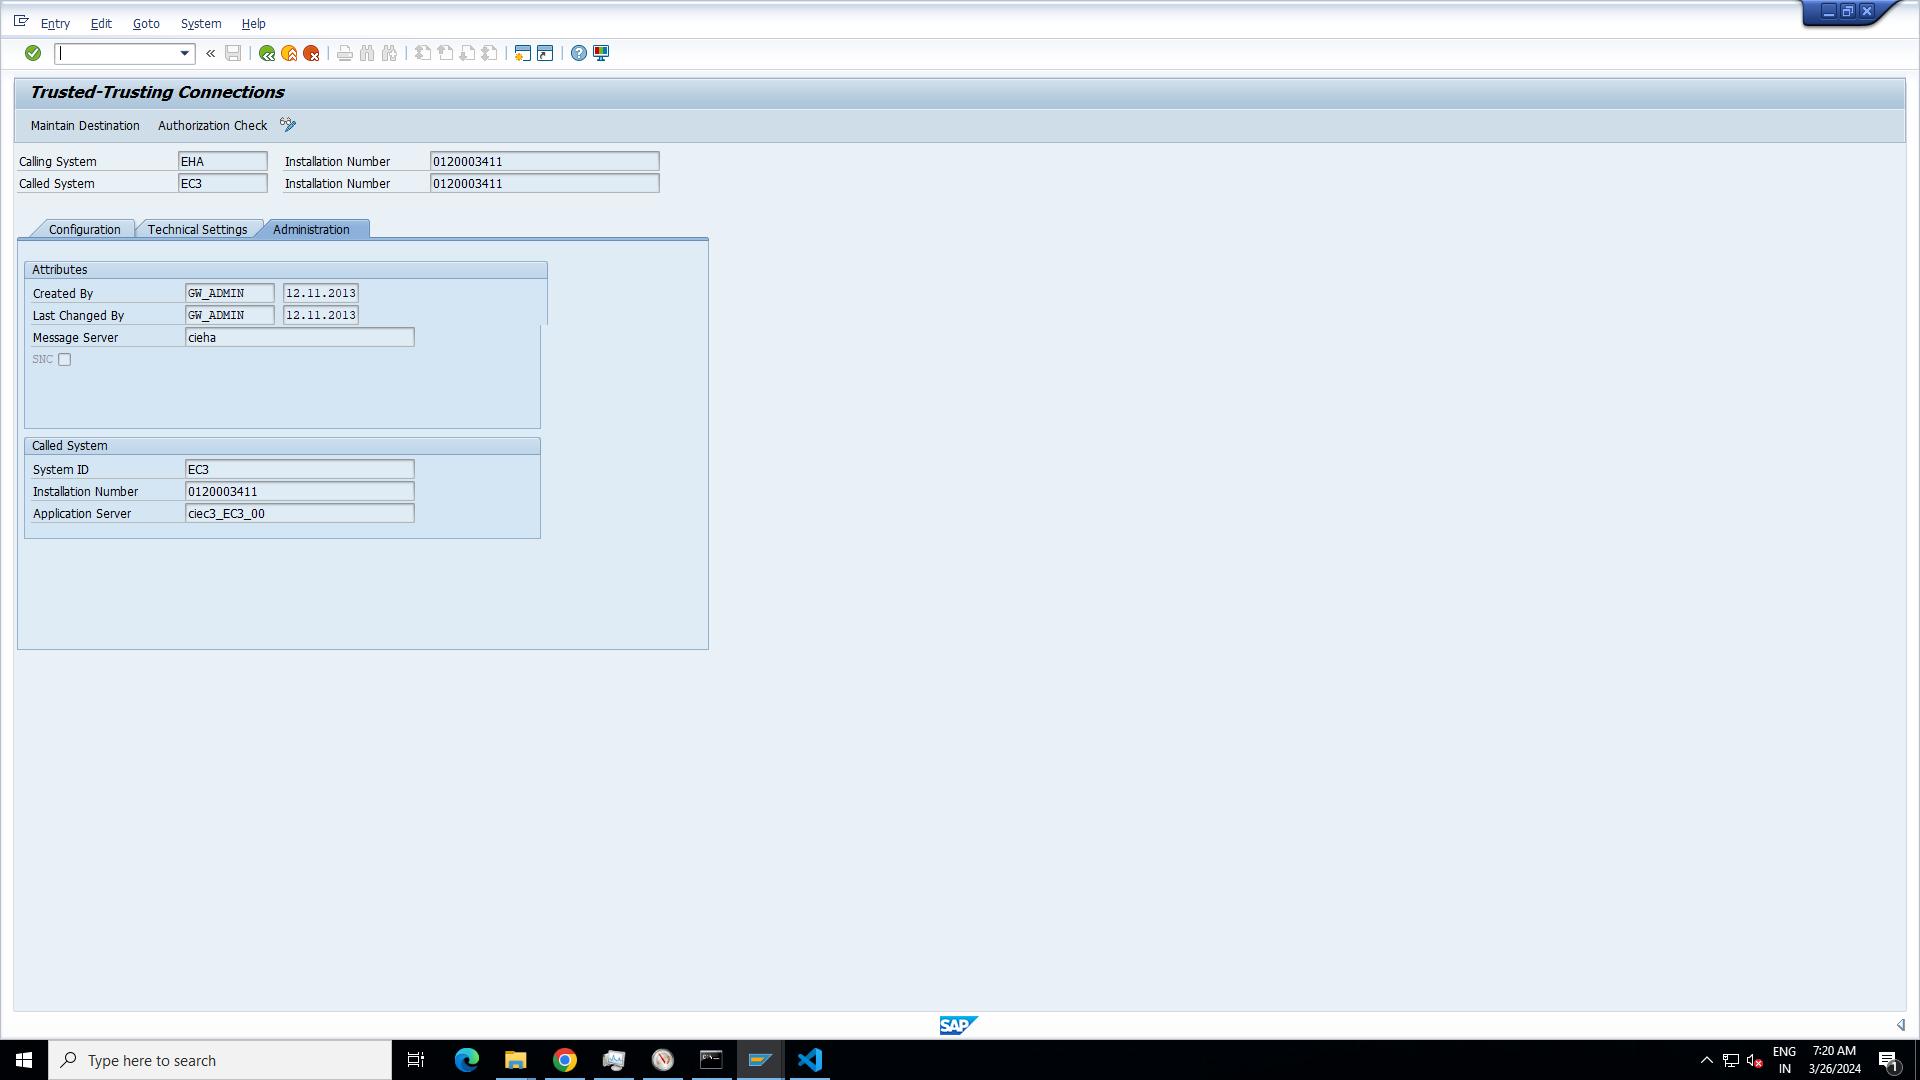 Entry Edit Goto System Help
Trusted-Trusting Connections
Maintain Destination Authorization Check
Calling System EHA Installation Number 0120003411
Called System EC3 Installation Number 0120003411
Configuration Technical Settings Administration
Attributes
Created By GW_ADMIN 12.11.2013
Last Changed By GW_ADMIN 12.11.2013
Message Server cieha
SNC
Called System
System ID EC3
Installation Number 0120003411
Application Server ciec3_EC3_00
SAP
Type here to search
ENG
IN
7:20 AM
3/26/2024
1